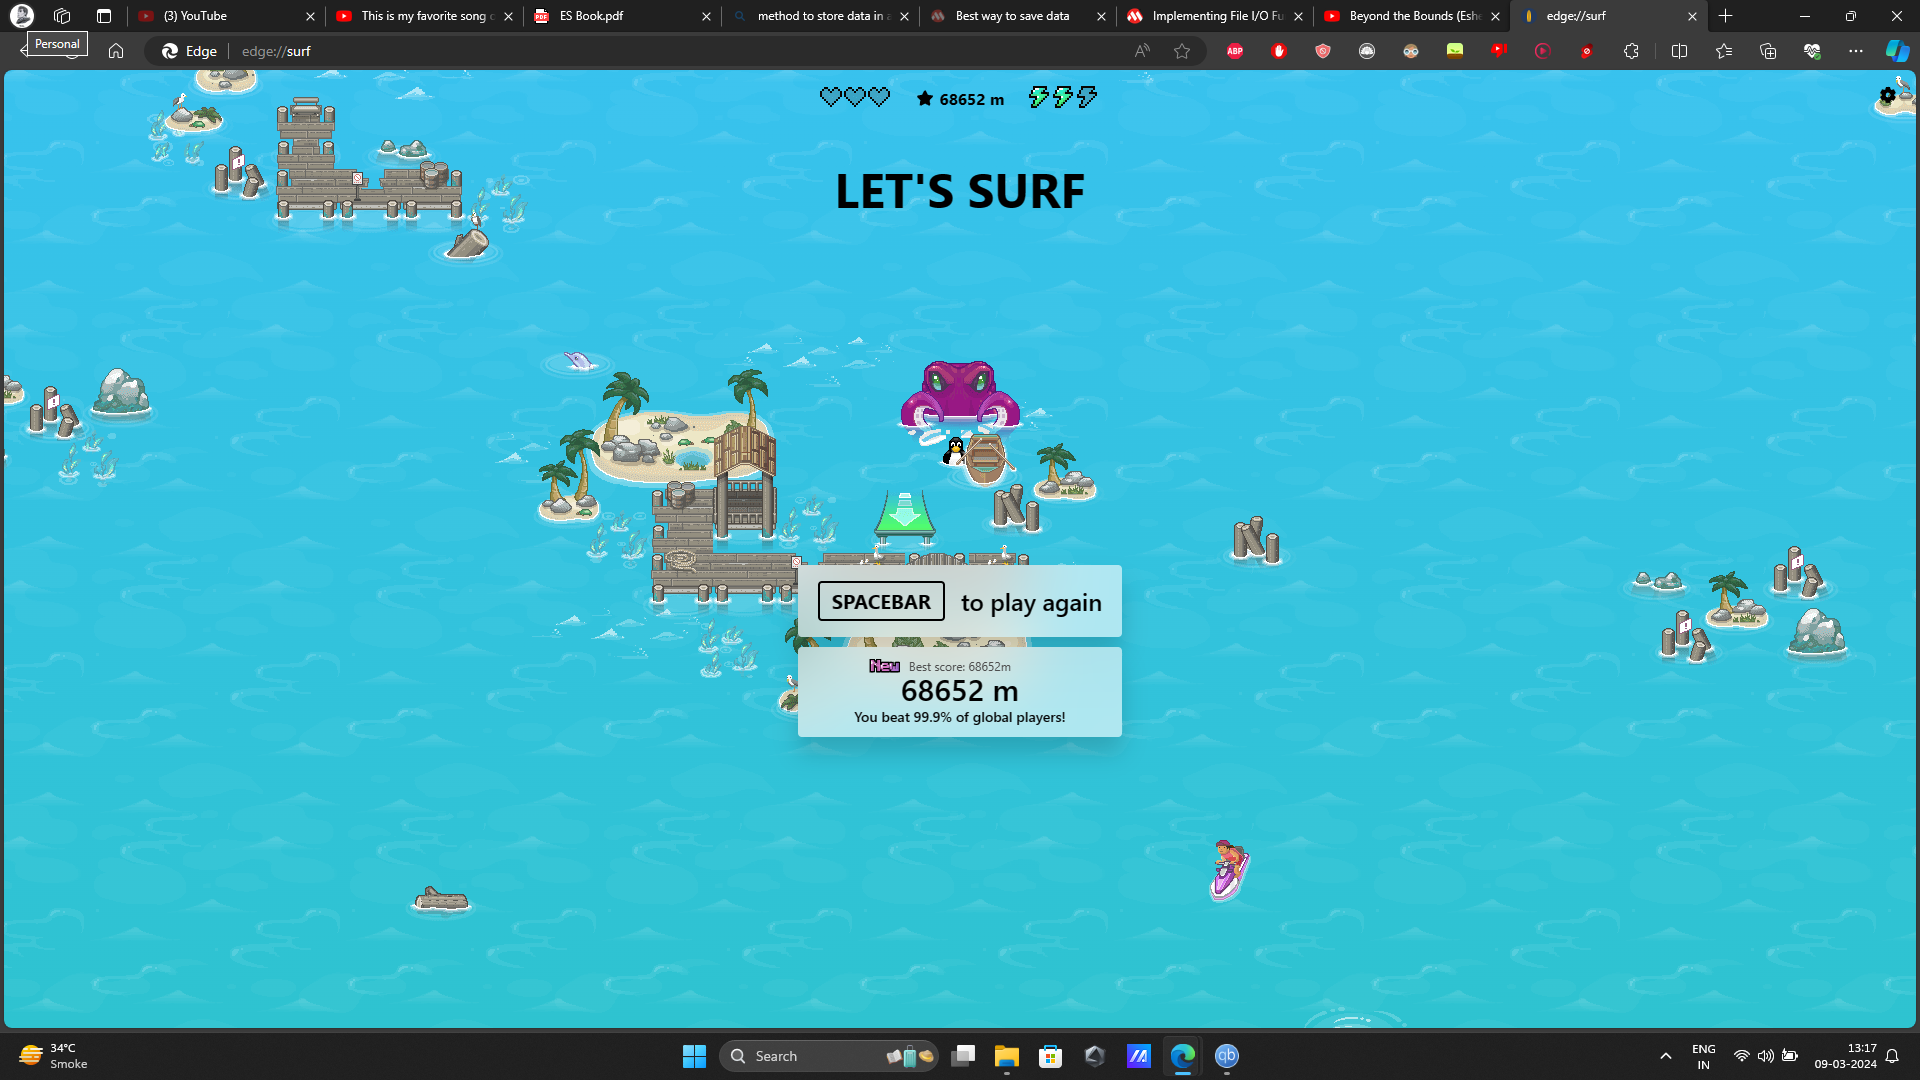 (3) YouTube
This is my favorite song c
ES Book.pdf
method to store data in a
Best way to save data
Implementing File I/O Fu
Beyond the Bounds (Eshe
edge://surf
Personal
Edge
edge://surf
ABP
68652 m
LET'S SURF
SPACEBAR to play again
New Best score: 68652m
68652 m
You beat 99.9% of global players!
34°C
Smoke
Search
qb
ENG
IN
13:17
09-03-2024